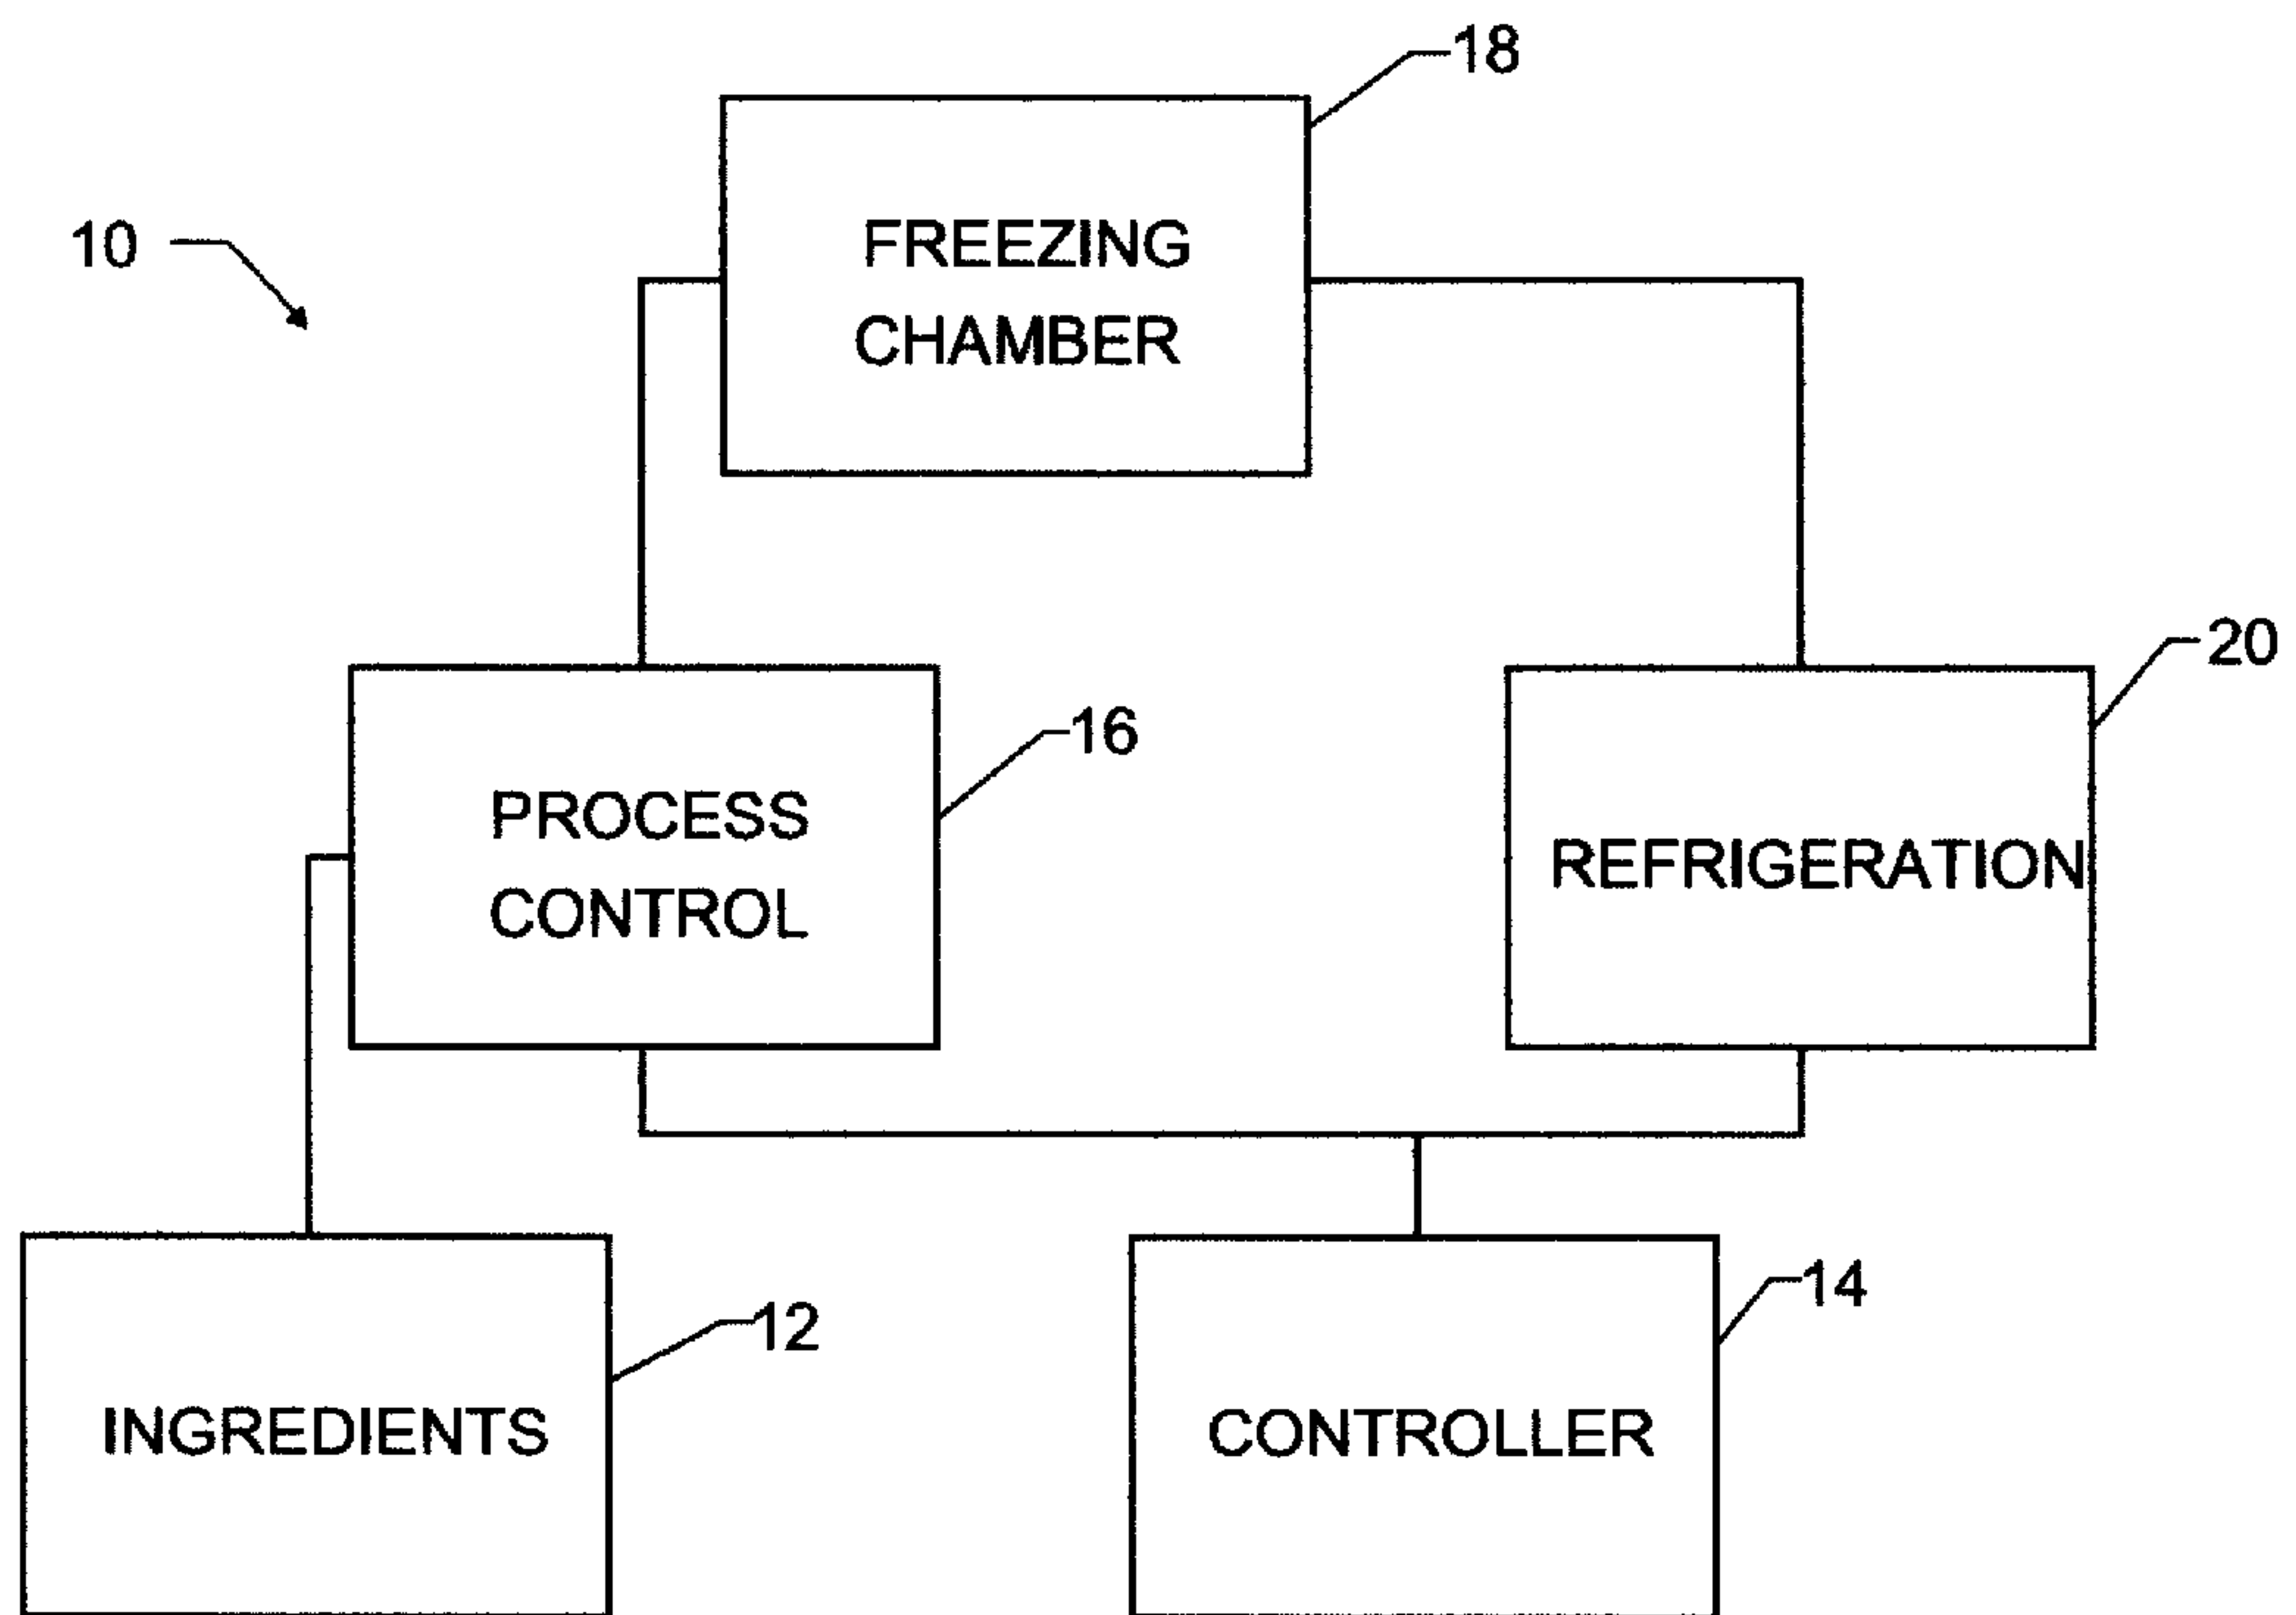 18
10
FREEZING
CHAMBER
20
16
PROCESS
CONTROL
REFRIGERATION
14
12
INGREDIENTS
CONTROLLER